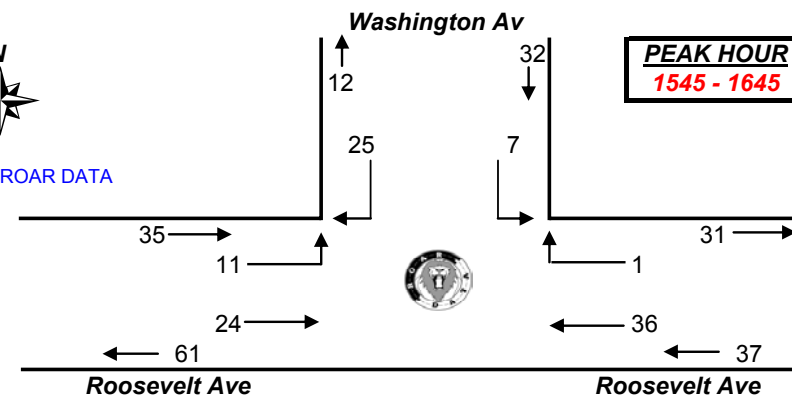 Washington Av
N
12
32
PEAK HOUR
1545 - 1645
25
7
ROAR DATA
35
31
11
1
24
36
61
37
Roosevelt Ave
Roosevelt Ave